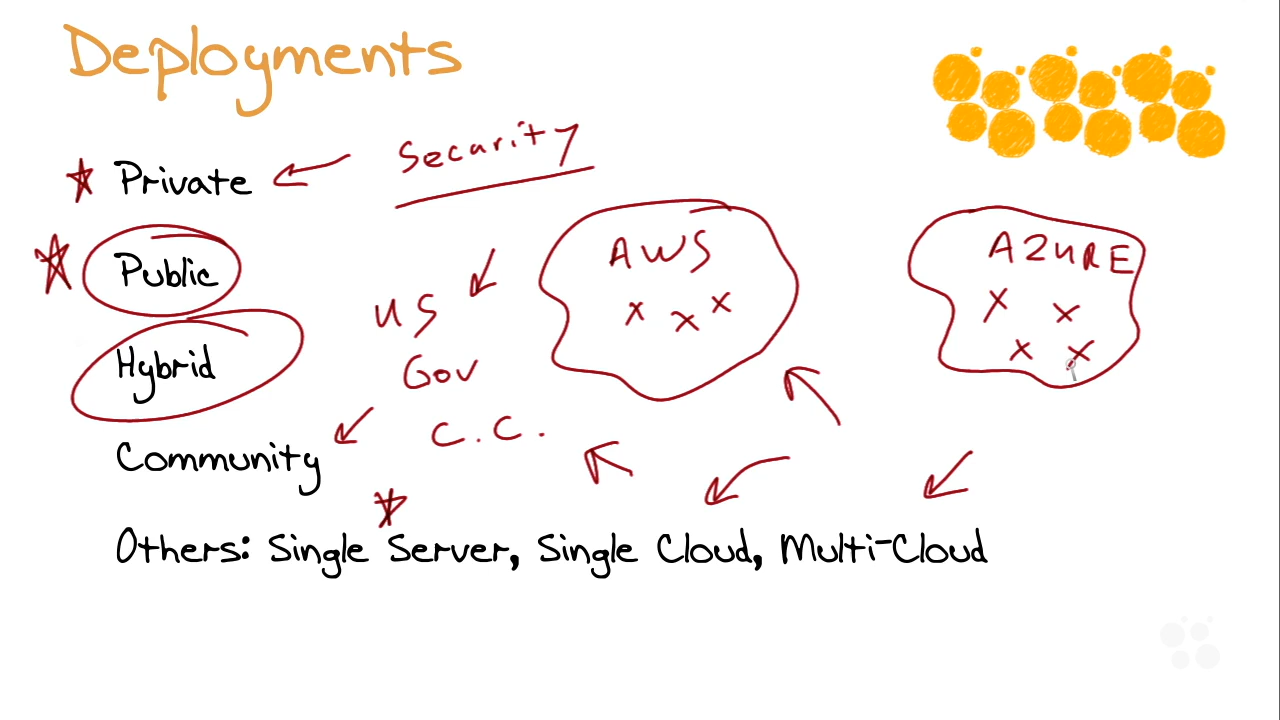 Deployments
Security
Private
Public
AWS
AZURE
x x x
x x
x x
US
Hybrid
Gov
C.C.
Community
Others: Single Server, Single Cloud, Multi-Cloud